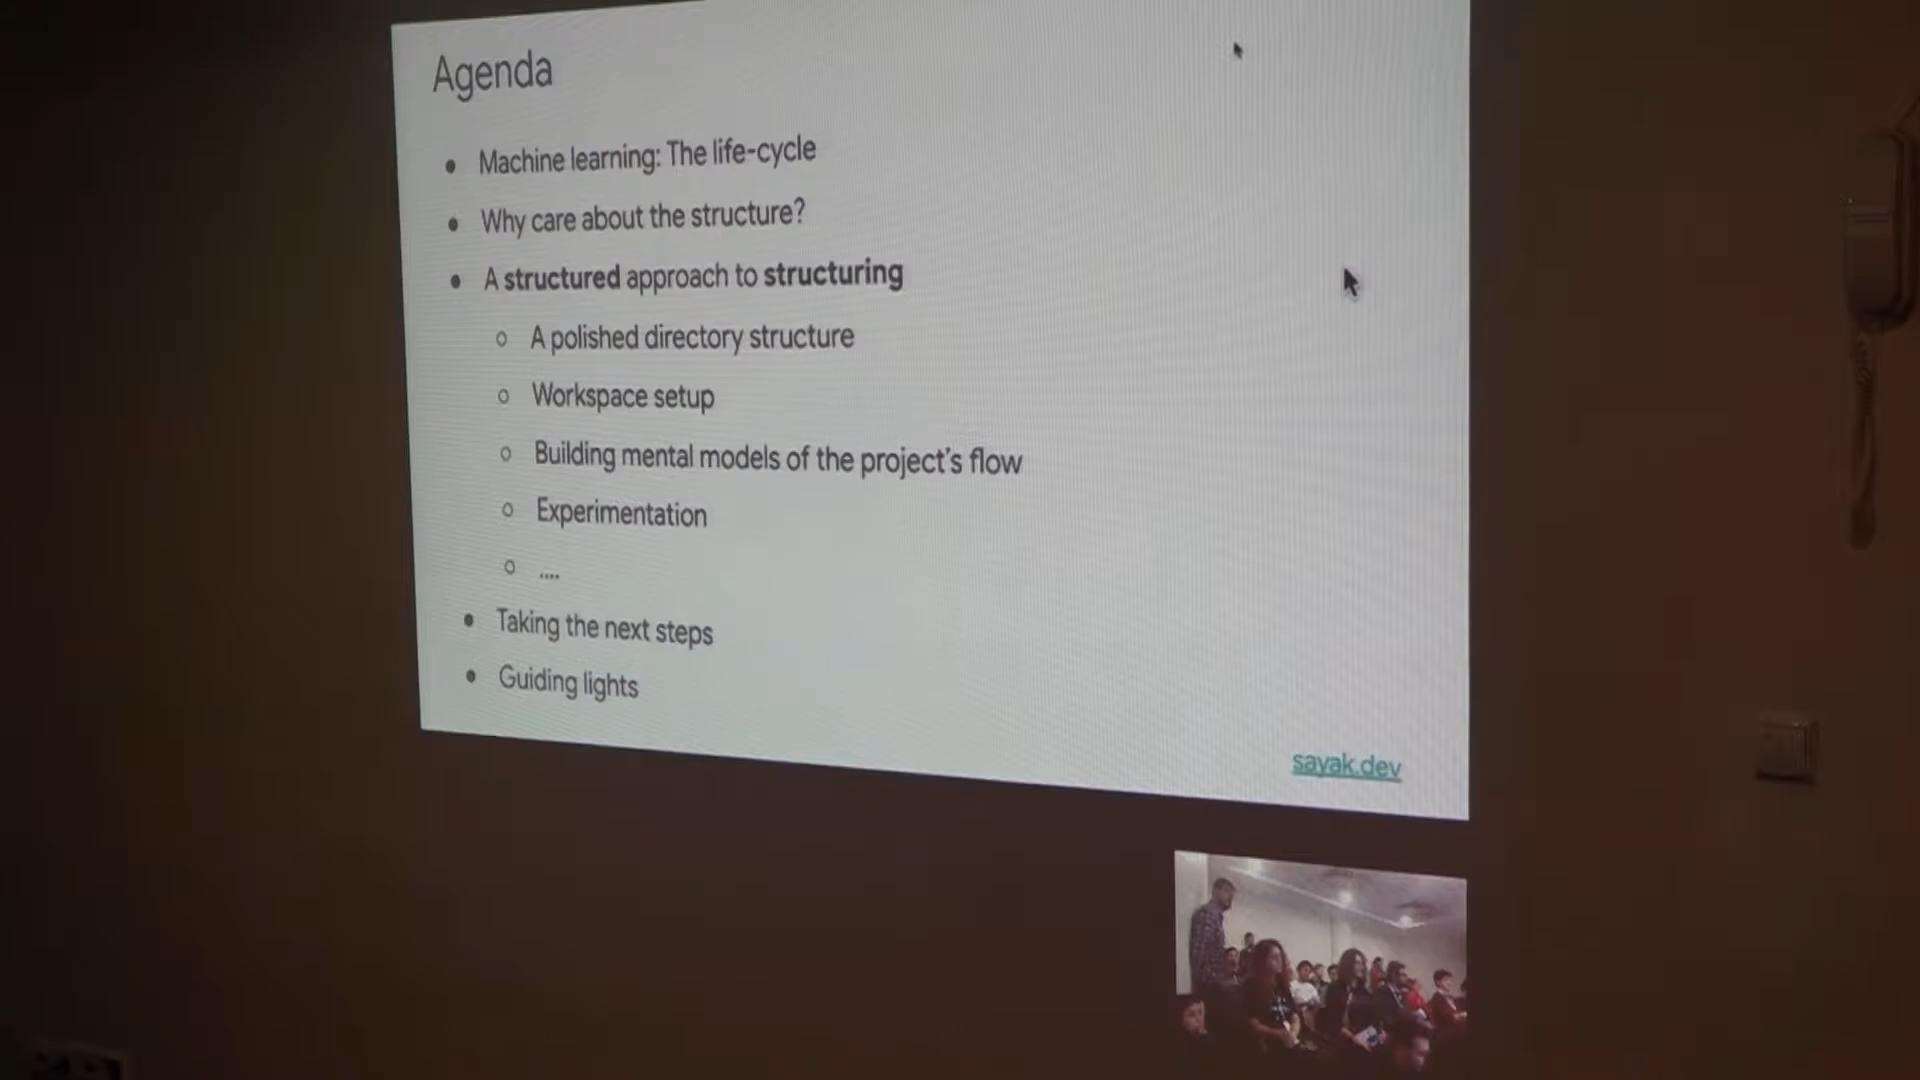 Agenda
Machine learning: The life-cycle
Why care about the structure?
A structured approach to structuring
A polished directory structure
Workspace setup
Building mental models of the project's flow
Experimentation
....
Taking the next steps
Guiding lights
sayak.dev